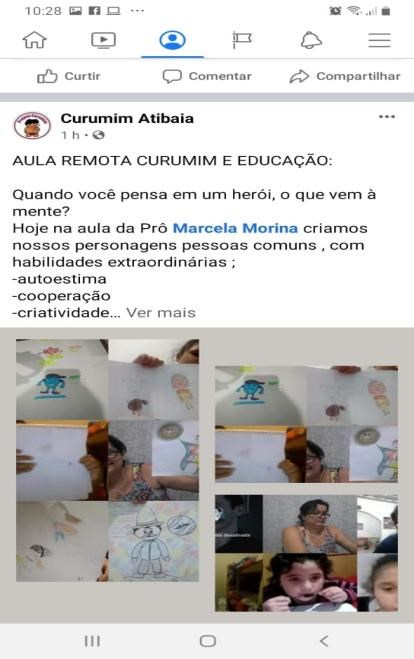 10:28
Curtir Comentar Compartilhar
Curumim Atibaia
1 h
AULA REMOTA CURUMIM E EDUCAÇÃO:
Quando você pensa em um herói, o que vem à
mente?
Hoje na aula da Prô Marcela Morina criamos
nossos personagens pessoas comuns , com
habilidades extraordinárias ;
-autoestima
-cooperação
-criatividade... Ver mais